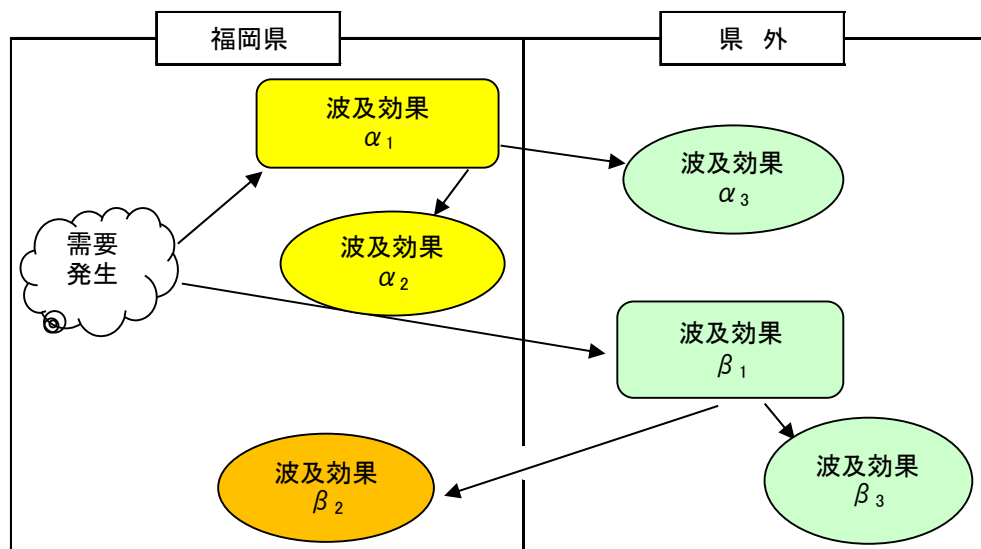 福岡県
県 外
波及効果
α1
波及効果
α3
需要
発生
波及効果
α2
波及効果
β1
波及効果
β2
波及効果
β3